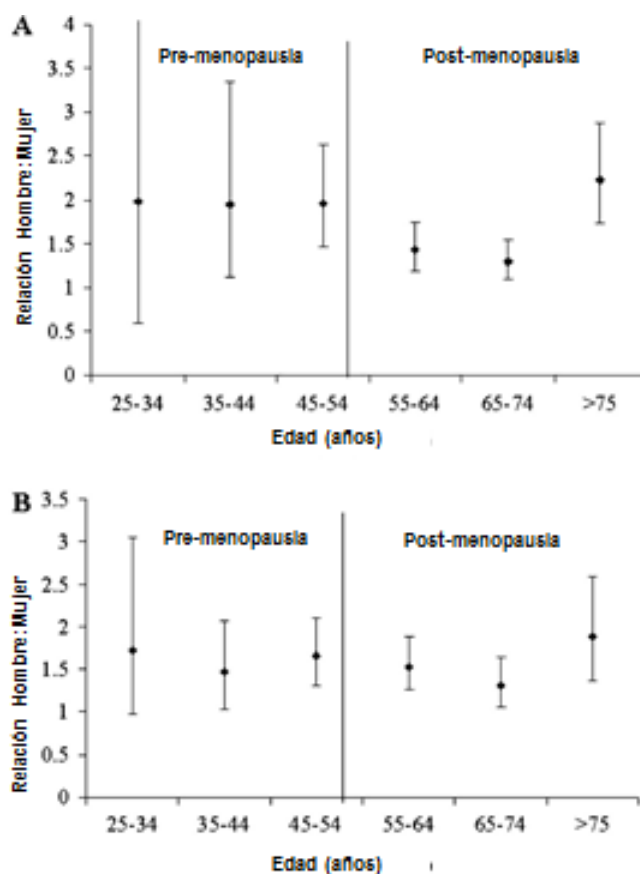 A
4
3.5
3
2.5
2
1.5
1
0.5
0
Relación Hombre:Mujer
Pre-menopausia
Post-menopausia
25-34 35-44 45-54 55-64 65-74 >75
Edad (años)
B
3.5
3
2.5
2
1.5
1
0.5
0
Relación Hombre:Mujer
Pre-menopausia
Post-menopausia
25-34 35-44 45-54 55-64 65-74 >75
Edad (años)